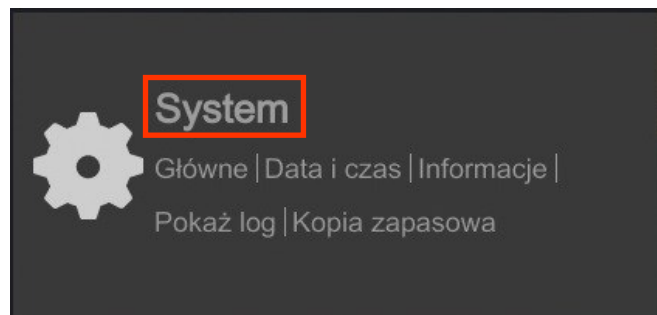 System
Główne | Data i czas | Informacje |
Pokaż log | Kopia zapasowa